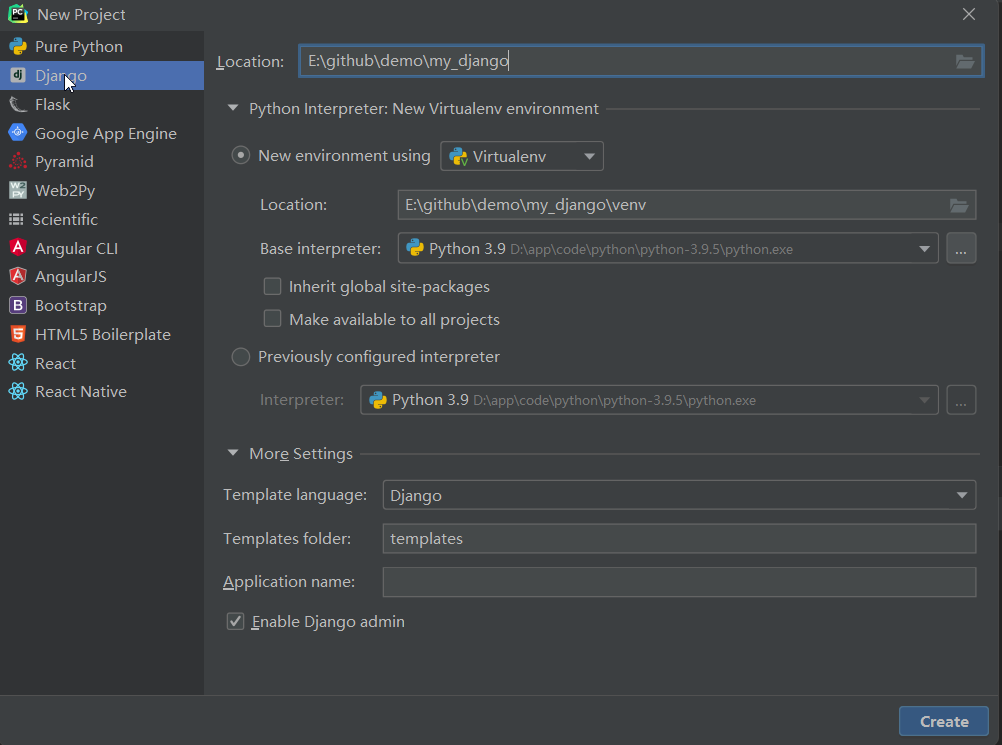 New Project
Pure Python
Django
Flask
Google App Engine
Pyramid
Web2Py
Scientific
Angular CLI
AngularJS
Bootstrap
HTML5 Boilerplate
React
React Native
Location: E:\github\demo\my_django
Python Interpreter: New Virtualenv environment
New environment using Virtualenv
Location: E:\github\demo\my_django\venv
Base interpreter: Python 3.9 D:\app\code\python\python-3.9.5\python.exe ...
Inherit global site-packages
Make available to all projects
Previously configured interpreter
Interpreter: Python 3.9 D:\app\code\python\python-3.9.5\python.exe ...
More Settings
Template language: Django
Templates folder: templates
Application name:
Enable Django admin
Create